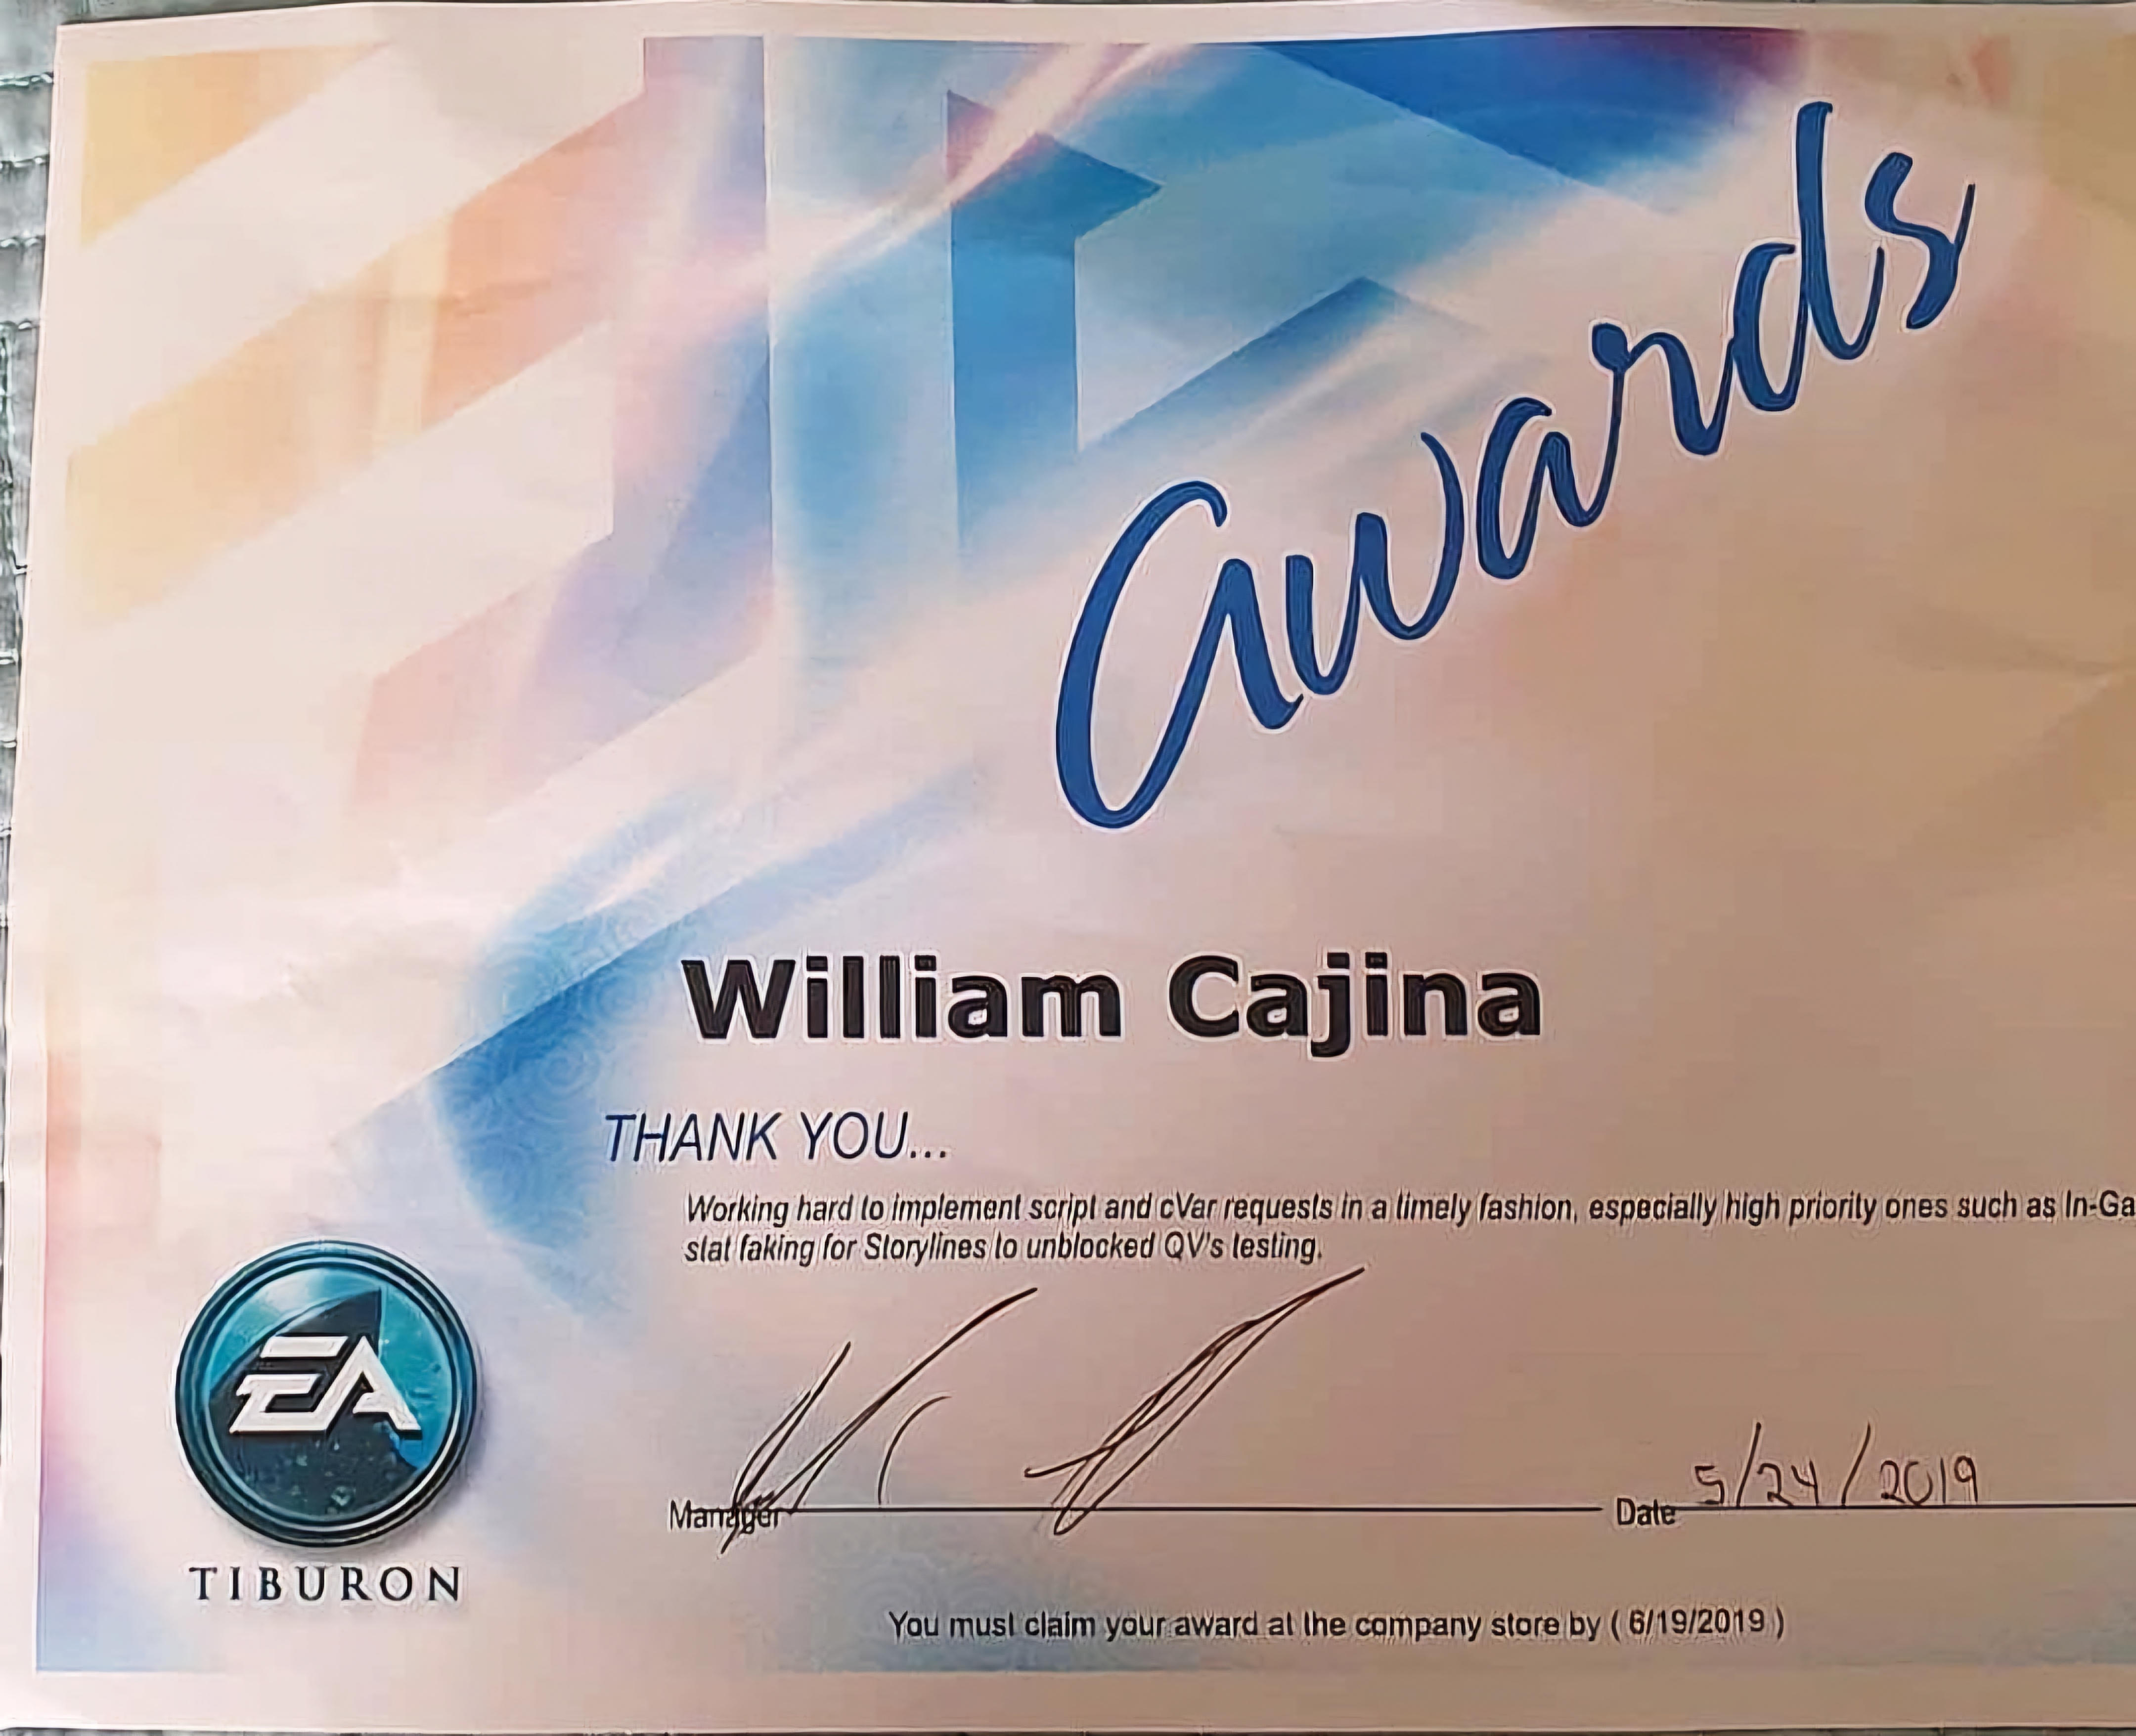 awards
William Cajina
THANK YOU...
Working hard to implement script and cVar requests in a timely fashion, especially high priority ones such as In-Ga
stat faking for Storylines to unblocked QV's testing.
EA
Manager
Date 5/24/2019
TIBURON
You must claim your award at the company store by ( 6/19/2019 )